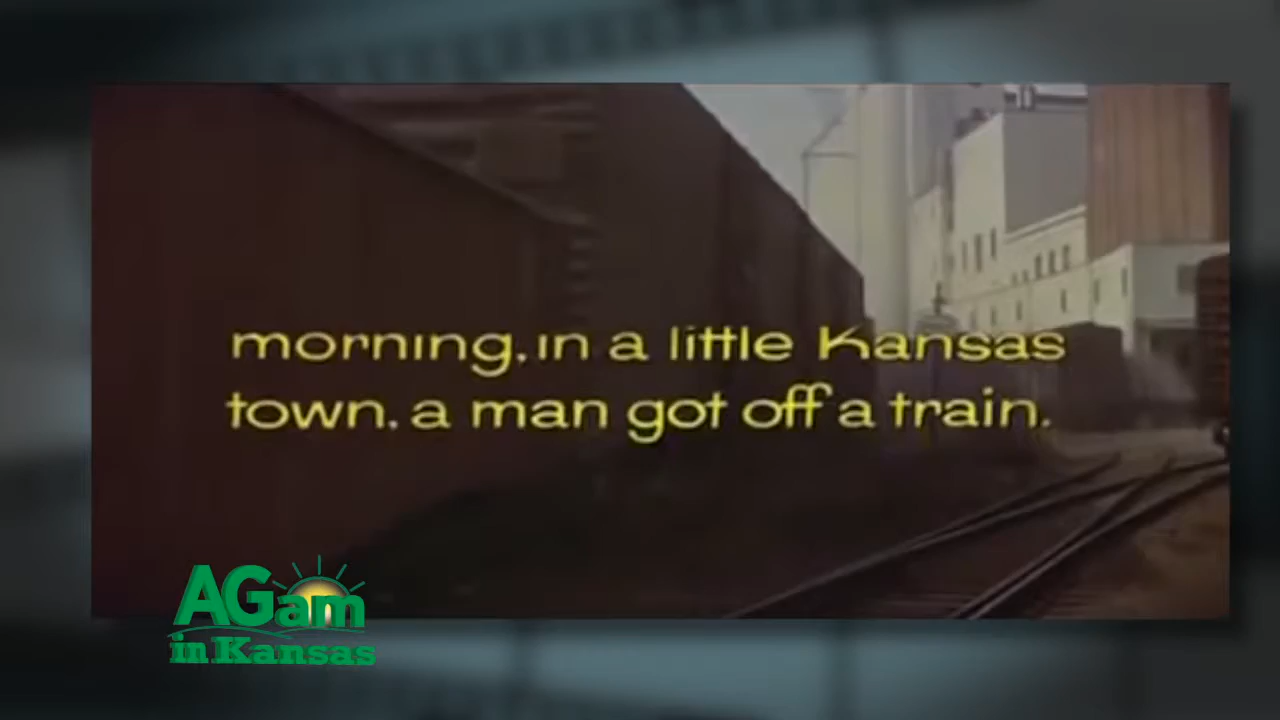 morning, in a little Kansas
town, a man got off a train.
AGam
in Kansas